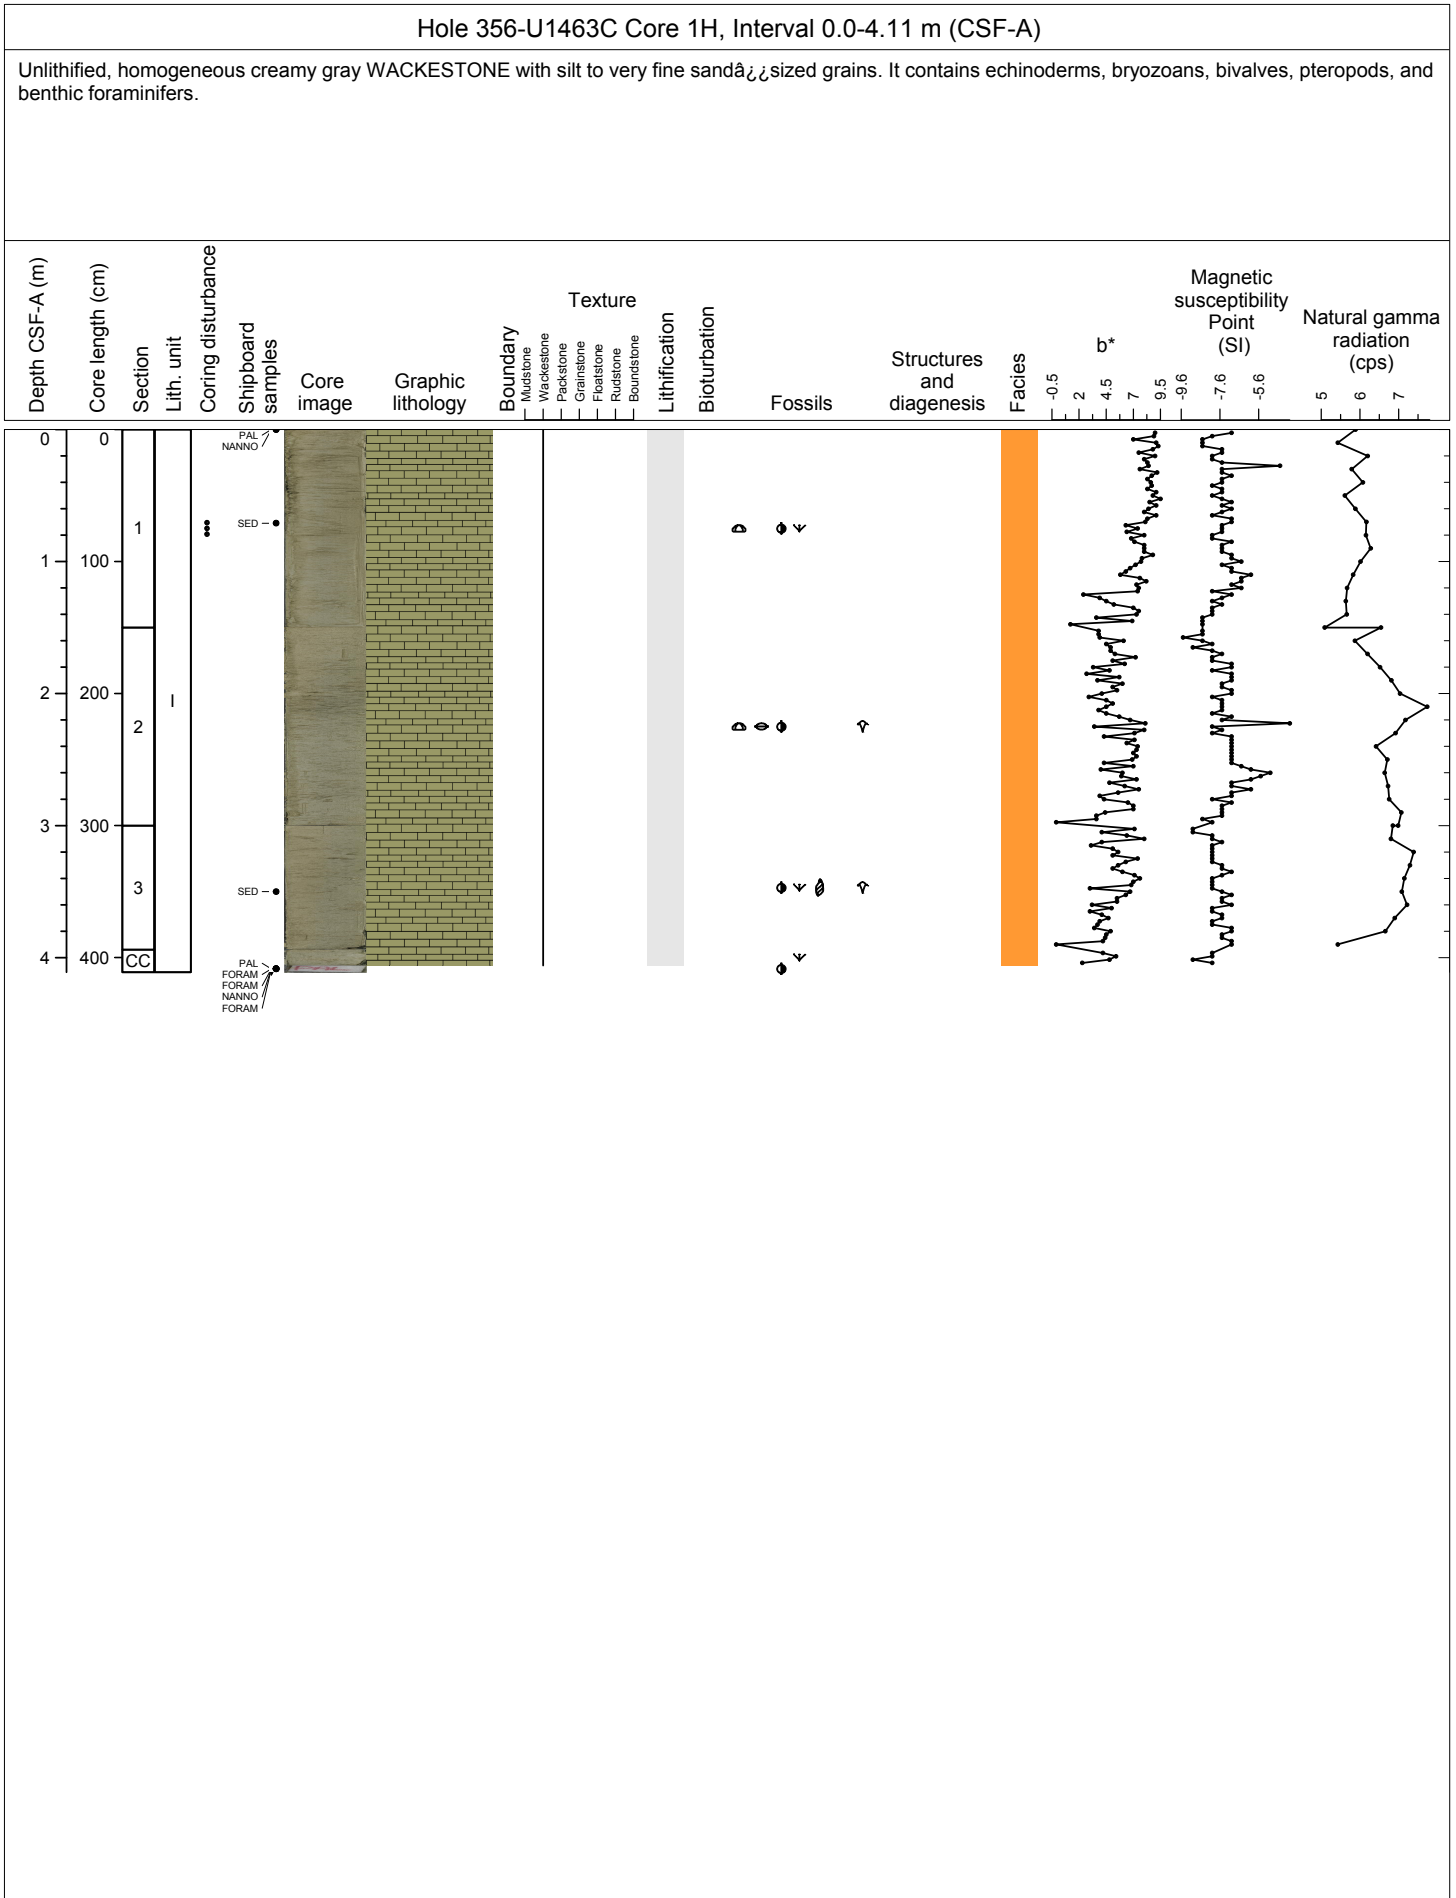 Hole 356-U1463C Core 1H, Interval 0.0-4.11 m (CSF-A)
Unlithified, homogeneous creamy gray WACKESTONE with silt to very fine sandâ¿¿sized grains. It contains echinoderms, bryozoans, bivalves, pteropods, and
benthic foraminifers.
Depth CSF-A (m)
Core length (cm)
Section
Lith. unit
Coring disturbance
Shipboard
samples
Core
image
Graphic
lithology
Boundary
Texture
Mudstone
Wackestone
Packstone
Grainstone
Floatstone
Rudstone
Boundstone
Lithification
Bioturbation
Fossils
Structures
and
diagenesis
Facies
b*
-0.5
2
4.5
7
9.5
Magnetic
susceptibility
Point
(SI)
-9.6
-7.6
-5.6
Natural gamma
radiation
(cps)
5
6
7
0
1
2
3
4
0
100
200
300
400
1
2
3
CC
I
PAL
NANNO
SED
SED
PAL
FORAM
FORAM
NANNO
FORAM